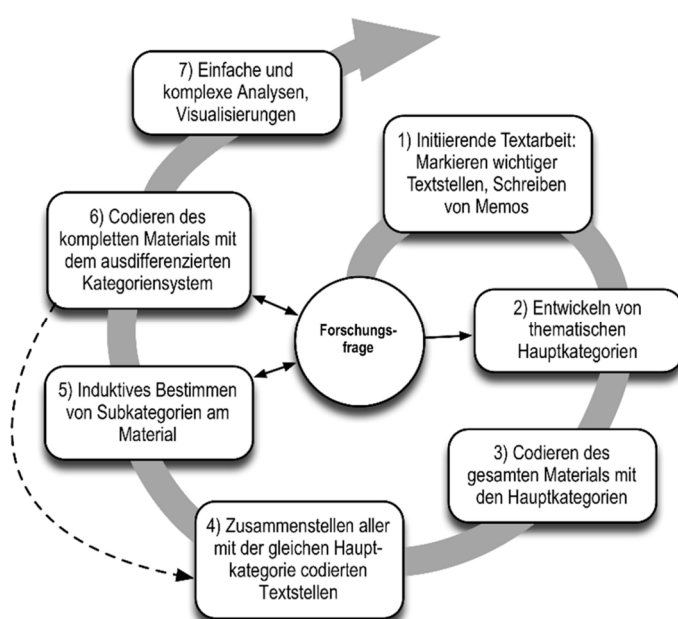 7) Einfache und
komplexe Analysen,
Visualisierungen
1) Initiierende Textarbeit:
Markieren wichtiger
Textstellen, Schreiben
von Memos
6) Codieren des
kompletten Materials mit
dem ausdifferenzierten
Kategoriensystem
Forschungs-
frage
2) Entwickeln von
thematischen
Hauptkategorien
5) Induktives Bestimmen
von Subkategorien am
Material
3) Codieren des
gesamten Materials mit
den Hauptkategorien
4) Zusammenstellen aller
mit der gleichen Haupt-
kategorie codierten
Textstellen